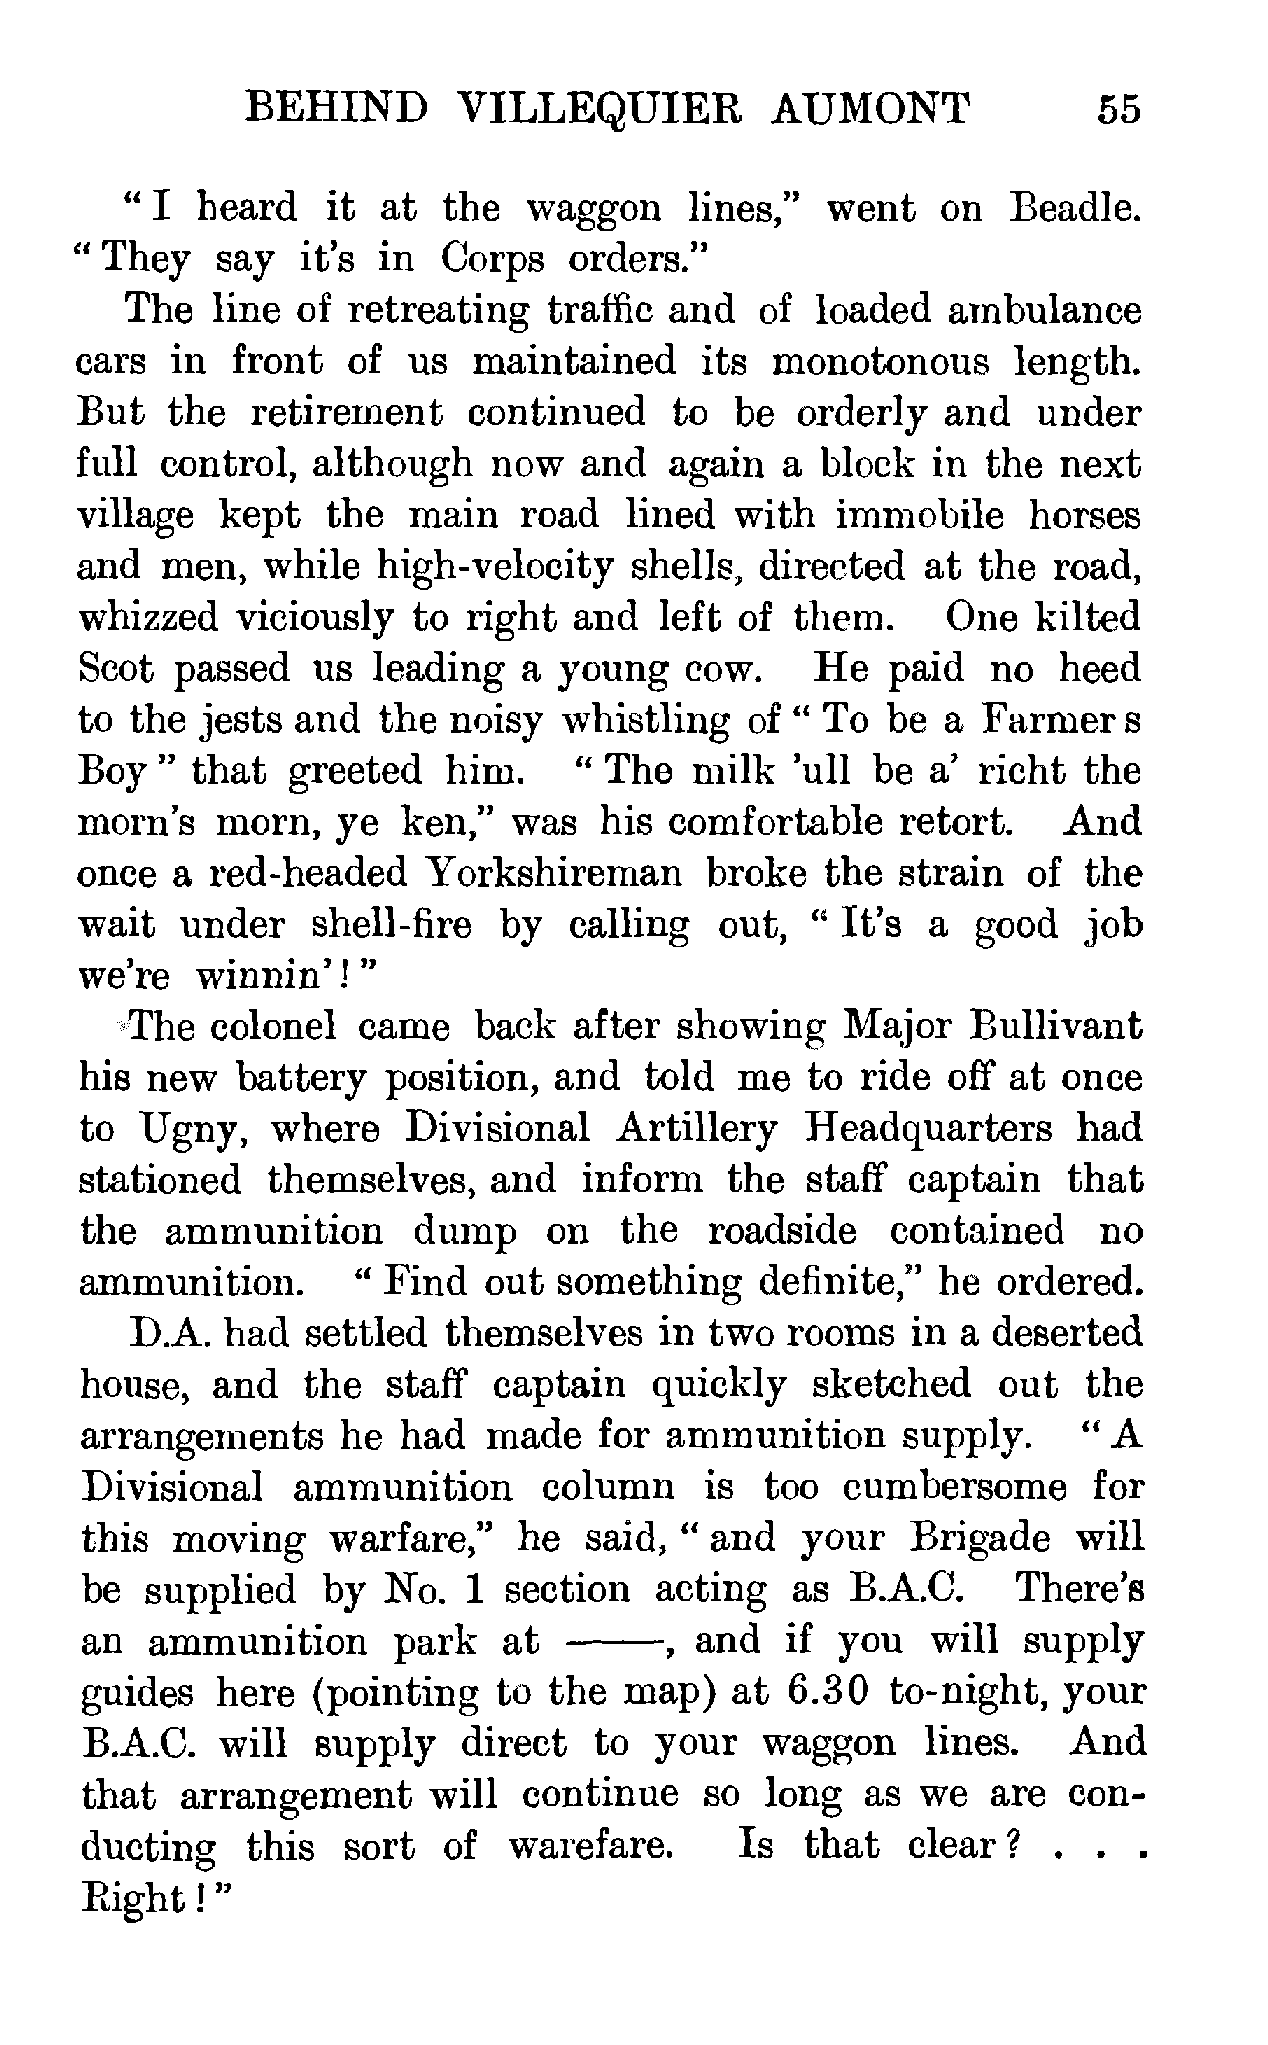 BEHIND VILLEQUIER AUMONT 55
“ I heard it at the waggon lines,” went on Beadle.
“ They say it's in Corps orders.”
The line of retreating traffic and of loaded ambulance
cars in front of us maintained its monotonous length.
But the retirement continued to be orderly and under
full control, although now and again a block in the next
village kept the main road lined with immobile horses
and men, while high-velocity shells, directed at the road,
whizzed viciously to right and left of them. One kilted
Scot passed us leading a young cow. He paid no heed
to the jests and the noisy whistling of “ To be a Farmer s
Boy ” that greeted him. “ The milk 'ull be a' richt the
morn's morn, ye ken,” was his comfortable retort. And
once a red-headed Yorkshireman broke the strain of the
wait under shell-fire by calling out, “ It's a good job
we're winnin' ! ”
The colonel came back after showing Major Bullivant
his new battery position, and told me to ride off at once
to Ugny, where Divisional Artillery Headquarters had
stationed themselves, and inform the staff captain that
the ammunition dump on the roadside contained no
ammunition. “ Find out something definite,” he ordered.
D.A. had settled themselves in two rooms in a deserted
house, and the staff captain quickly sketched out the
arrangements he had made for ammunition supply. “ A
Divisional ammunition column is too cumbersome for
this moving warfare,” he said, “ and your Brigade will
be supplied by No. 1 section acting as B.A.C. There's
an ammunition park at ——, and if you will supply
guides here (pointing to the map) at 6.30 to-night, your
B.A.C. will supply direct to your waggon lines. And
that arrangement will continue so long as we are con-
ducting this sort of warefare. Is that clear ? . . .
Right ! ”